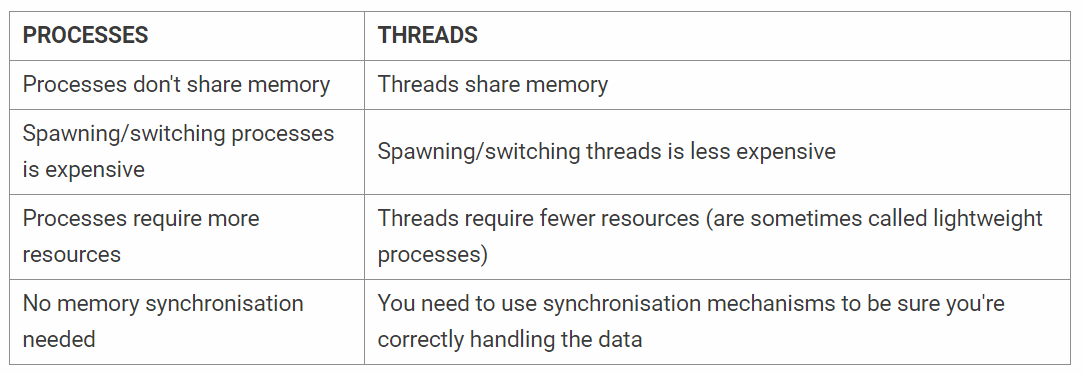 PROCESSES
THREADS
Processes don't share memory
Threads share memory
Spawning/switching processes
is expensive
Spawning/switching threads is less expensive
Processes require more
resources
Threads require fewer resources (are sometimes called lightweight
processes)
No memory synchronisation
needed
You need to use synchronisation mechanisms to be sure you're
correctly handling the data